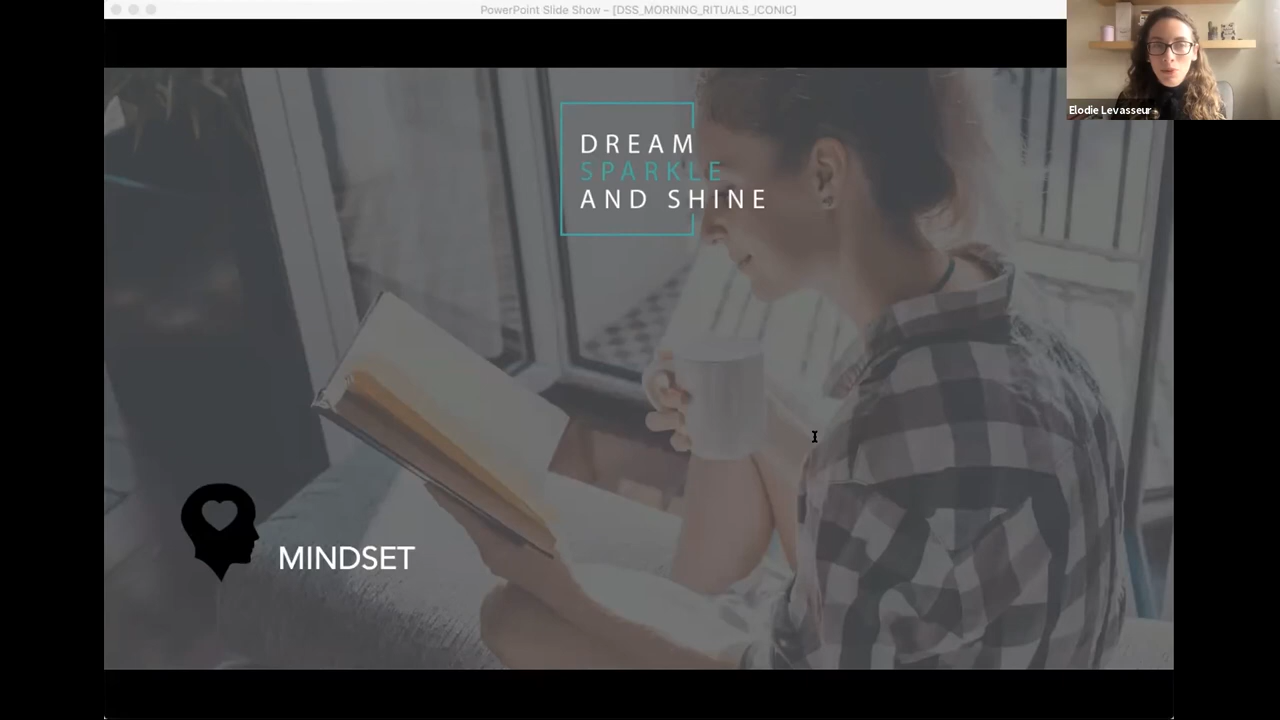 PowerPoint Slide Show – [DSS_MORNING_RITUALS_ICONIC]
Elodie Levasseur
DREAM
SPARKLE
AND SHINE
MINDSET